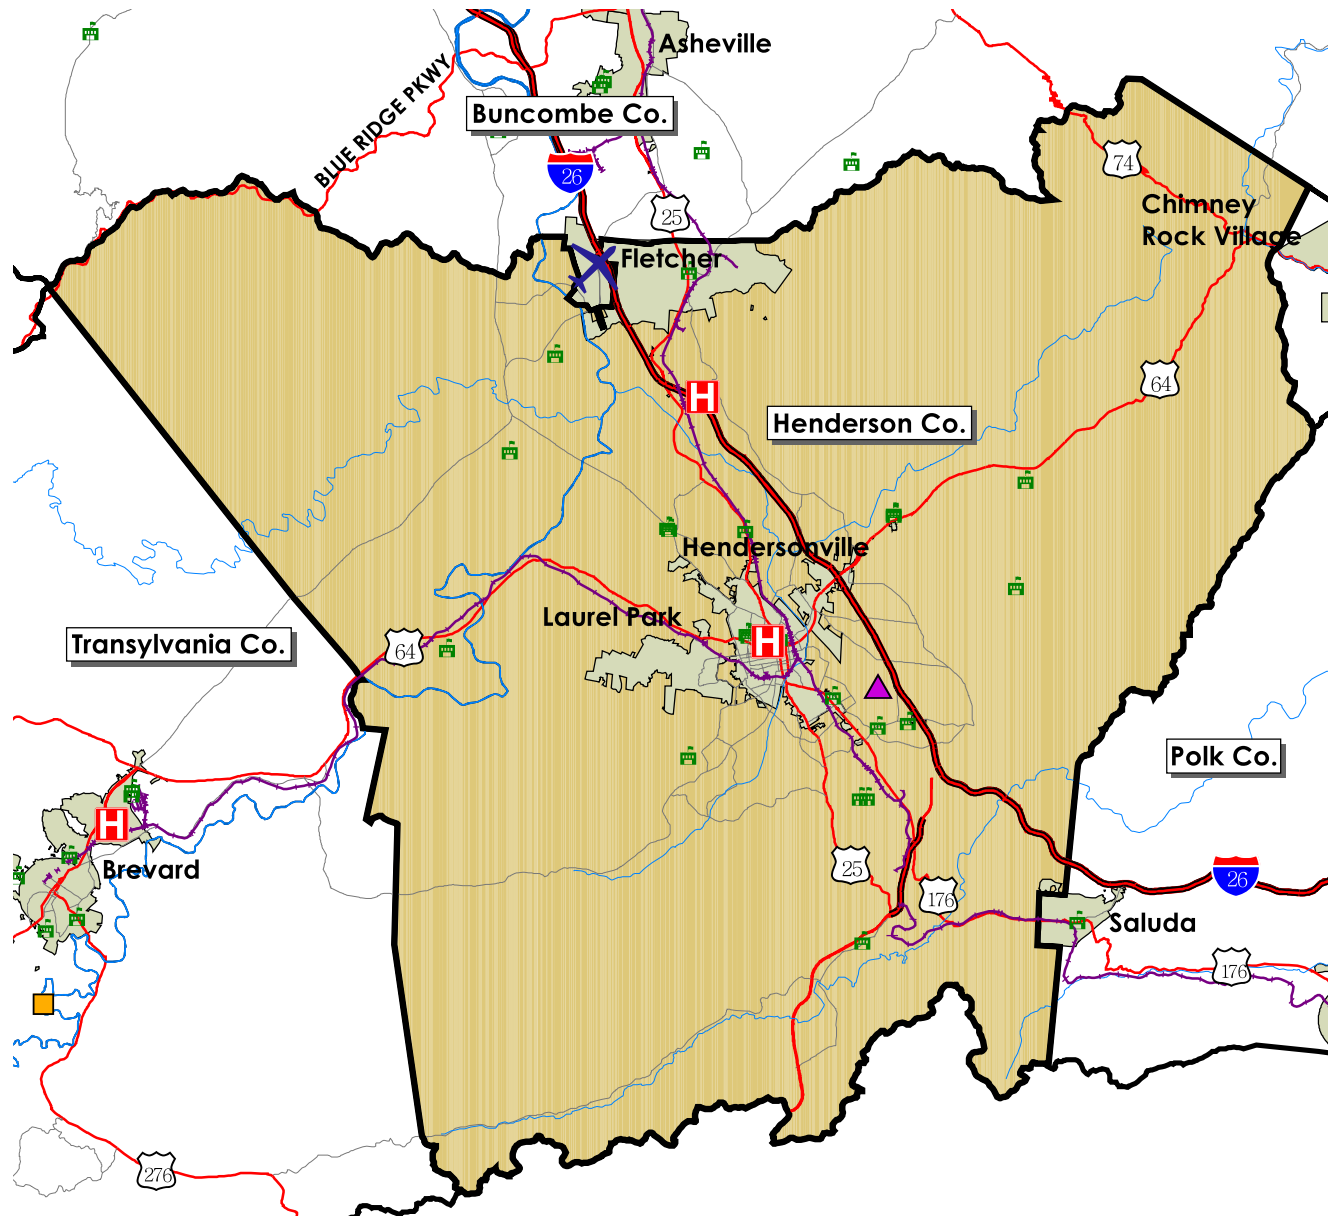 Asheville
BLUE RIDGE PKWY
Buncombe Co.
26
74
25
Chimney
Rock Village
Fletcher
64
H
Henderson Co.
Hendersonville
Laurel Park
H
64
Transylvania Co.
Polk Co.
H
Brevard
25
26
176
Saluda
176
276